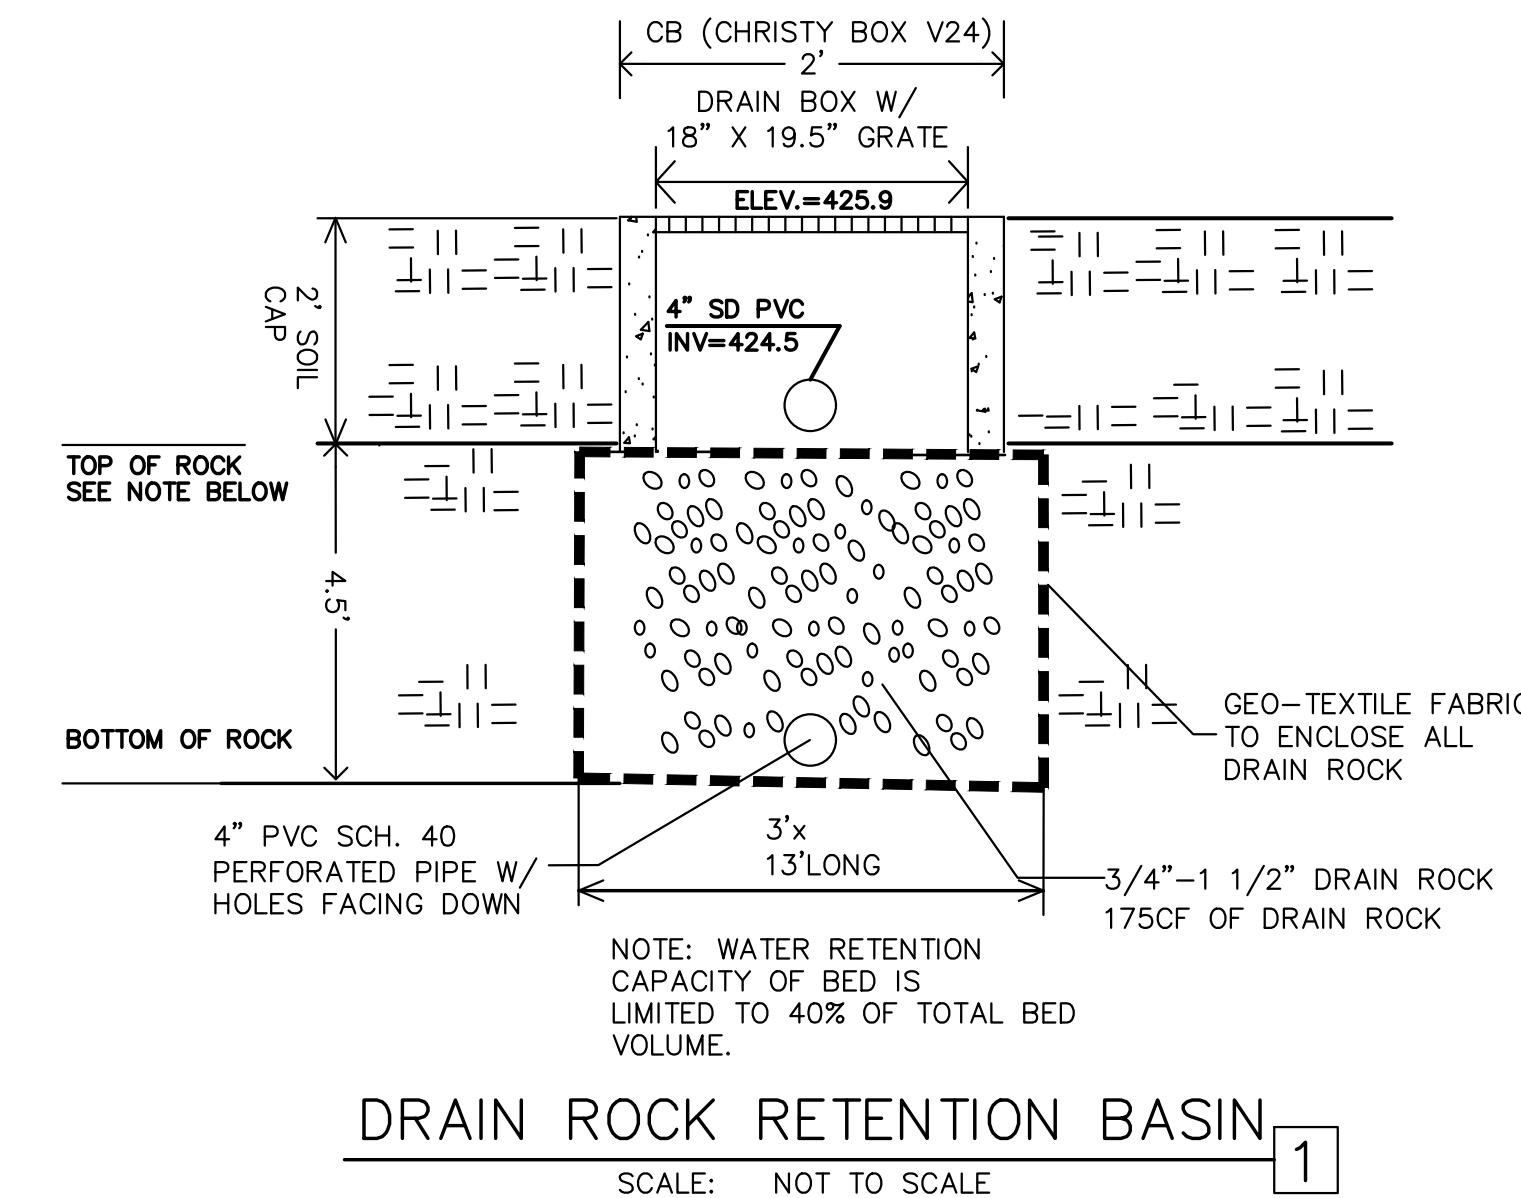 CB (CHRISTY BOX V24)
2'
DRAIN BOX W/
18" X 19.5" GRATE
ELEV.=425.9
4" SD PVC
INV=424.5
2' SOIL
CAP
TOP OF ROCK
SEE NOTE BELOW
4.5'
BOTTOM OF ROCK
GEO-TEXTILE FABRIC
TO ENCLOSE ALL
DRAIN ROCK
4" PVC SCH. 40
PERFORATED PIPE W/
HOLES FACING DOWN
3'x
13'LONG
3/4"-1 1/2" DRAIN ROCK
175CF OF DRAIN ROCK
NOTE: WATER RETENTION
CAPACITY OF BED IS
LIMITED TO 40% OF TOTAL BED
VOLUME.
DRAIN ROCK RETENTION BASIN
1
SCALE: NOT TO SCALE